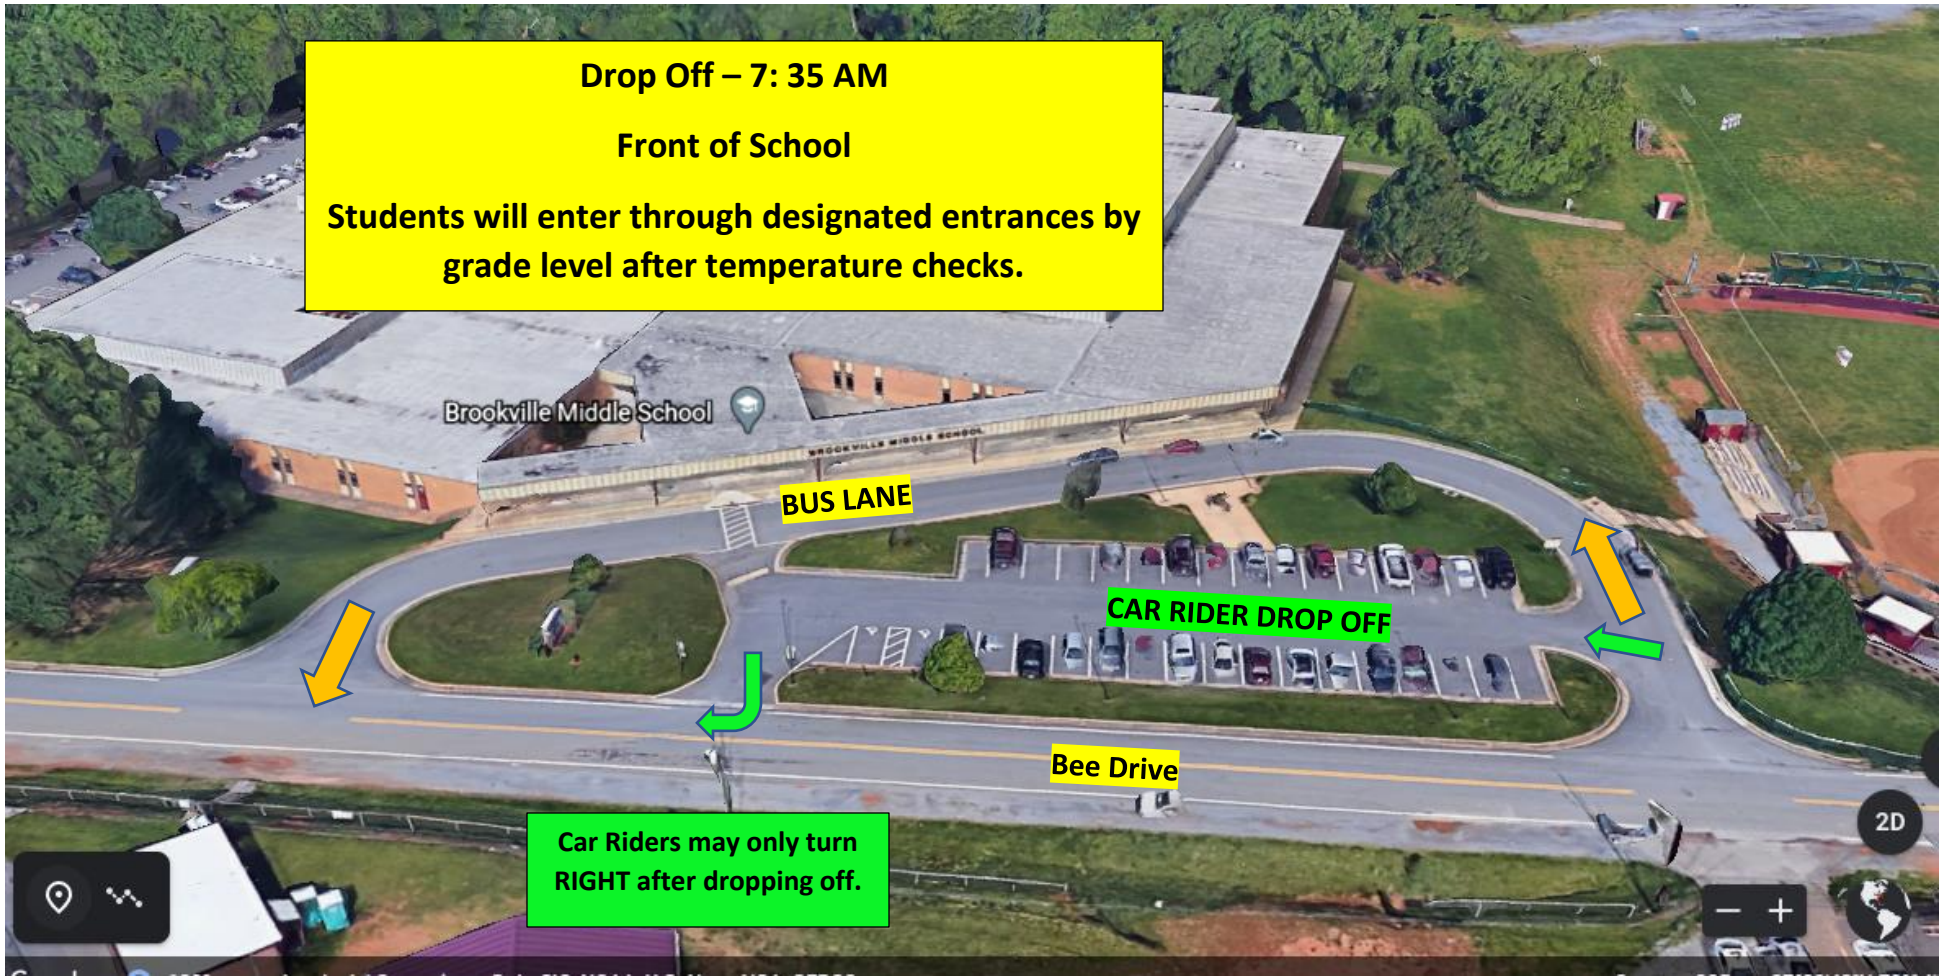 Drop Off – 7: 35 AM
Front of School
Students will enter through designated entrances by
grade level after temperature checks.
Brookville Middle School
BROOKVILLE MIDDLE SCHOOL
BUS LANE
CAR RIDER DROP OFF
Bee Drive
Car Riders may only turn
RIGHT after dropping off.
2D